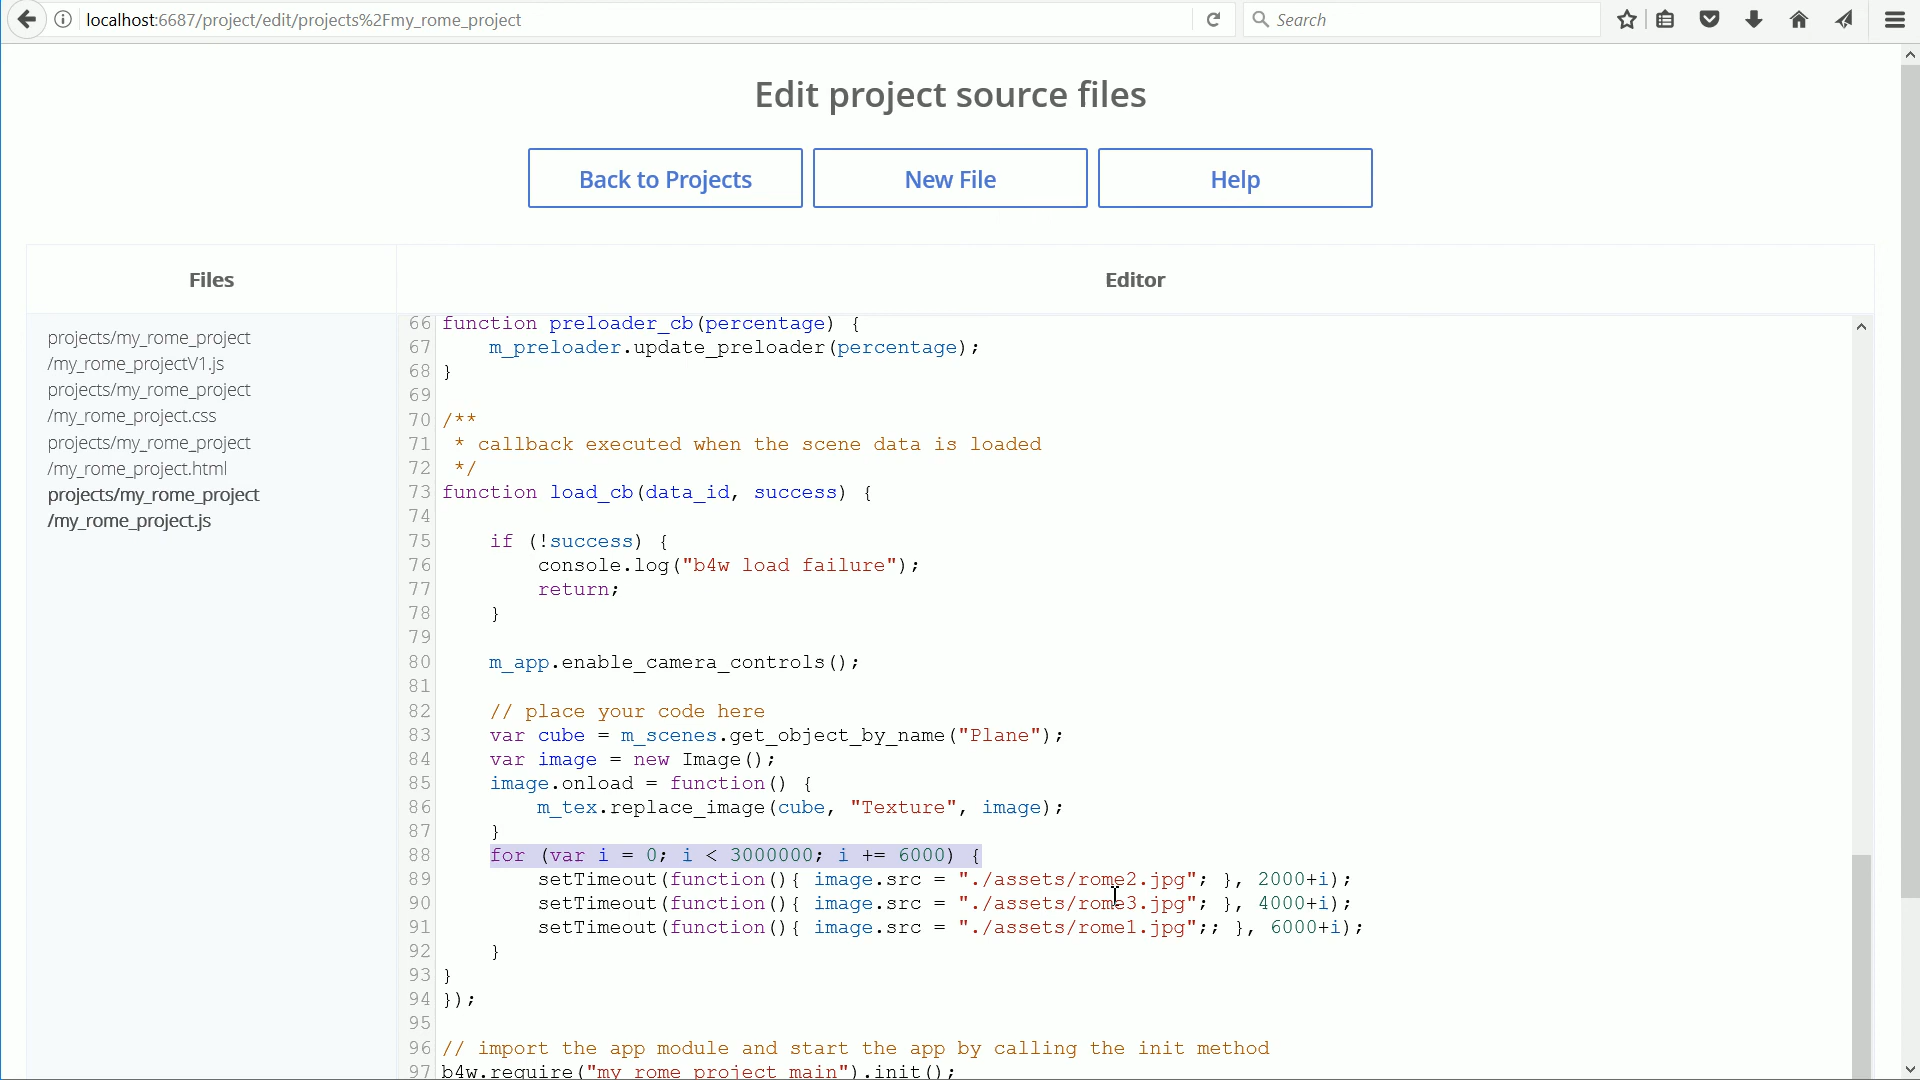 localhost:6687/project/edit/projects%2Fmy_rome_project
Search
Edit project source files
Back to Projects
New File
Help
Files
Editor
projects/my_rome_project
/my_rome_projectV1.js
projects/my_rome_project
/my_rome_project.css
projects/my_rome_project
/my_rome_project.html
projects/my_rome_project
/my_rome_project.js
66 function preloader_cb(percentage) {
67     m_preloader.update_preloader(percentage);
68 }
69
70 /**
71  * callback executed when the scene data is loaded
72  */
73 function load_cb(data_id, success) {
74
75     if (!success) {
76         console.log("b4w load failure");
77         return;
78     }
79
80     m_app.enable_camera_controls();
81
82     // place your code here
83     var cube = m_scenes.get_object_by_name("Plane");
84     var image = new Image();
85     image.onload = function() {
86         m_tex.replace_image(cube, "Texture", image);
87     }
88     for (var i = 0; i < 3000000; i += 6000) {
89         setTimeout(function(){ image.src = "./assets/rome2.jpg"; }, 2000+i);
90         setTimeout(function(){ image.src = "./assets/rome3.jpg"; }, 4000+i);
91         setTimeout(function(){ image.src = "./assets/rome1.jpg";; }, 6000+i);
92     }
93 }
94 });
95
96 // import the app module and start the app by calling the init method
97 b4w.require("my_rome_project_main").init();